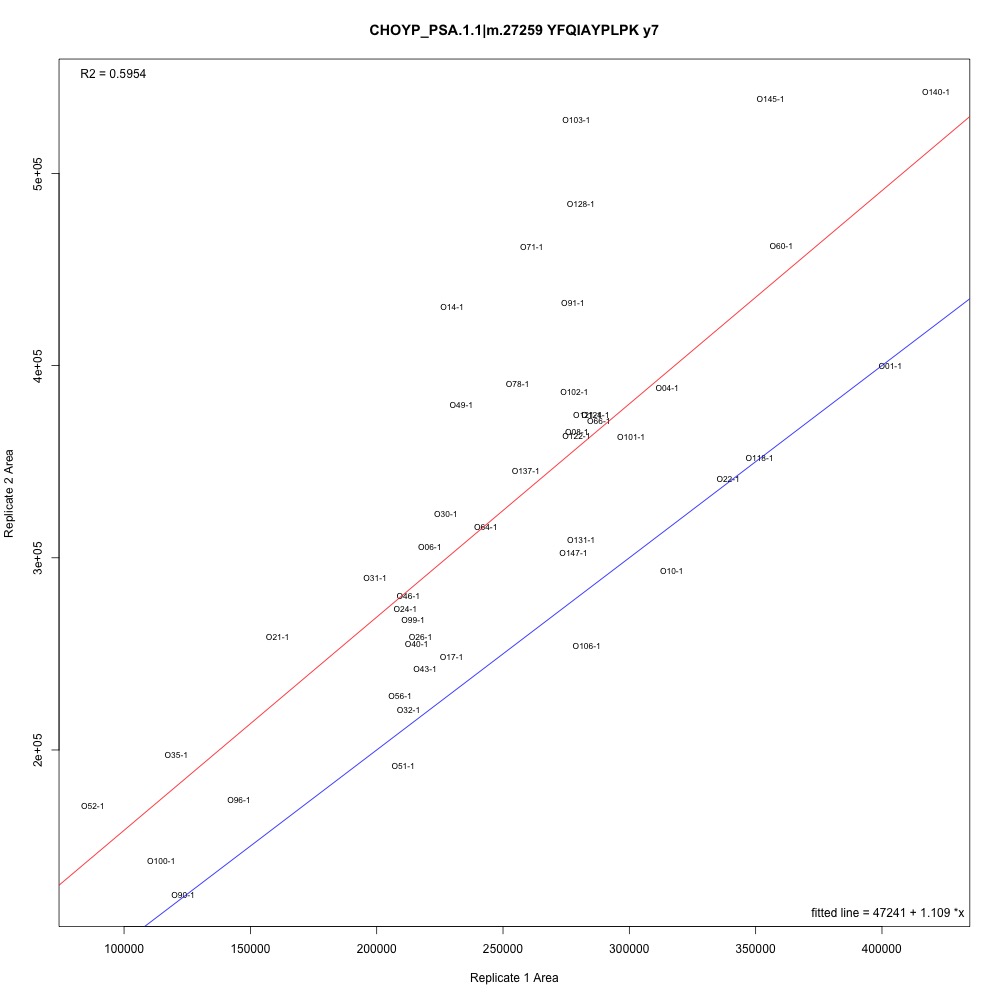 CHOYP_PSA.1.1|m.27259 YFQIAYPLPK y7
R2 = 0.5954
O140-1
O145-1
O103-1
O128-1
O71-1
O60-1
O14-1
O91-1
O01-1
O78-1
O102-1
O04-1
O49-1
O66-1
O08-1
O122-1
O101-1
O118-1
O137-1
O22-1
O30-1
O64-1
O06-1
O131-1
O147-1
O31-1
O10-1
O46-1
O24-1
O99-1
O21-1
O26-1
O40-1
O106-1
O17-1
O43-1
O56-1
O32-1
O35-1
O51-1
O96-1
O52-1
O100-1
O90-1
fitted line = 47241 + 1.109 *x
5e+05
4e+05
3e+05
2e+05
Replicate 2 Area
100000
150000
200000
250000
300000
350000
400000
Replicate 1 Area